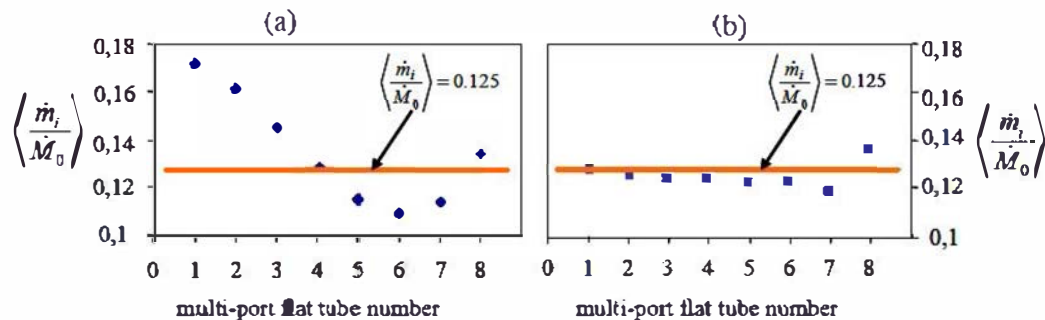 (a)
0,18
0,16
0,14
0,12
0,1
⟨ṁi/Ṁ0⟩
⟨ṁi/Ṁ0⟩ = 0.125
0 1 2 3 4 5 6 7 8
multi-port flat tube number
(b)
0,18
0,16
0,14
0,12
0,1
⟨ṁi/Ṁ0⟩
⟨ṁi/Ṁ0⟩ = 0.125
0 1 2 3 4 5 6 7 8
multi-port flat tube number